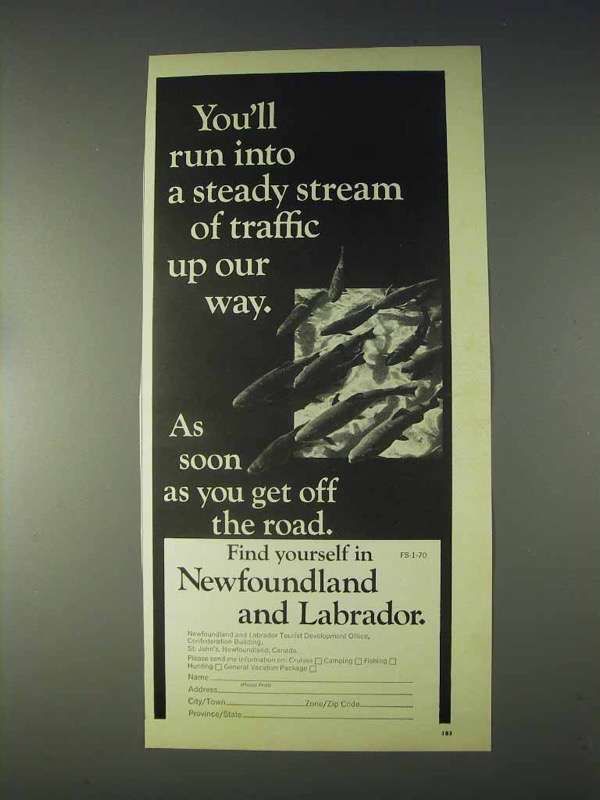 You'll
run into
a steady stream
of traffic
up our
way.
As
soon
as you get off
the road.
Find yourself in FS-1-70
Newfoundland
and Labrador.
Newfoundland and Labrador Tourist Development Office,
Confederation Building,
St. John's, Newfoundland, Canada.
Please send me information on: Cruises □ Camping □ Fishing □
Hunting □ General Vacation Package □
Name
(Please Print)
Address
City/Town Zone/Zip Code
Province/State
183